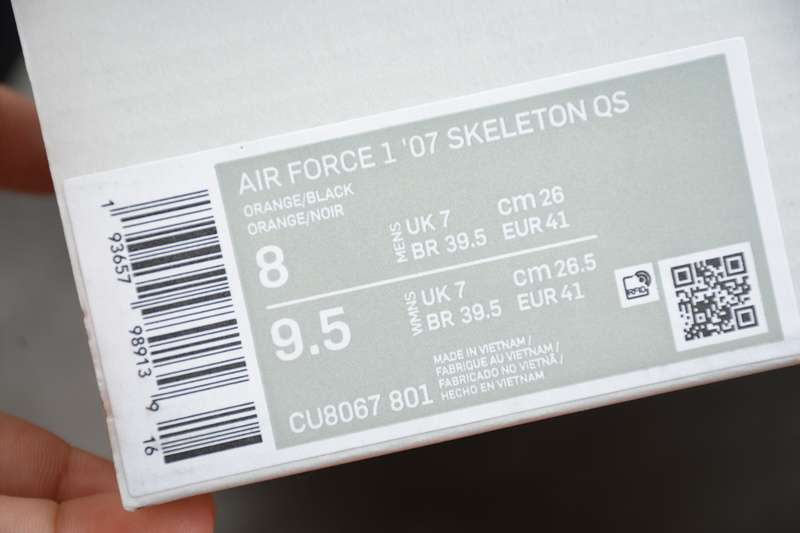 AIR FORCE 1 '07 SKELETON QS
ORANGE/BLACK
ORANGE/NOIR
8
MENS
UK 7
BR 39.5
cm 26
EUR 41
9.5
WMNS
UK 7
BR 39.5
cm 26.5
EUR 41
RFID
MADE IN VIETNAM /
FABRIQUE AU VIETNAM /
FABRICADO NO VIETNÃ /
HECHO EN VIETNAM
CU8067 801
1 93657 98913 9 16